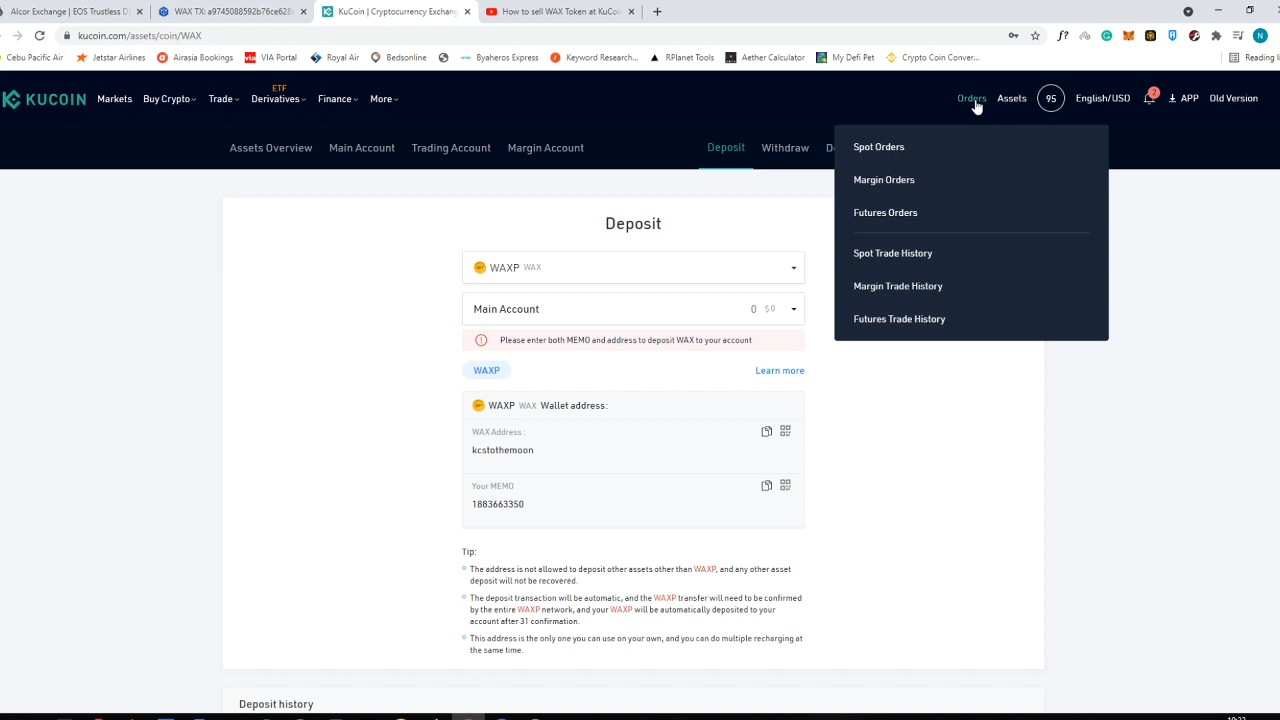 Alcor Exchange | EOS Trustless D
WAX TX: a9745088592b76ce628
KuCoin | Cryptocurrency Exchang
How to sell WAX Token at KuCoin
kucoin.com/assets/coin/WAX
Cebu Pacific Air
Jetstar Airlines
Airasia Bookings
VIA Portal
Royal Air
Bedsonline
Byaheros Express
Keyword Research...
RPlanet Tools
Aether Calculator
My Defi Pet
Crypto Coin Conver...
Reading l
KUCOIN
Markets
Buy Crypto
Trade
ETF
Derivatives
Finance
More
Orders
Assets
95
English/USD
2
APP
Old Version
Assets Overview
Main Account
Trading Account
Margin Account
Deposit
Withdraw
D
Spot Orders
Margin Orders
Futures Orders
Spot Trade History
Margin Trade History
Futures Trade History
Deposit
WAXP WAX
Main Account 0 $0
Please enter both MEMO and address to deposit WAX to your account
WAXP
Learn more
WAXP WAX Wallet address:
WAX Address :
kcstothemoon
Your MEMO
1883663350
Tip:
The address is not allowed to deposit other assets other than WAXP, and any other asset
deposit will not be recovered.
The deposit transaction will be automatic, and the WAXP transfer will need to be confirmed
by the entire WAXP network, and your WAXP will be automatically deposited to your
account after 31 confirmation.
This address is the only one you can use on your own, and you can do multiple recharging at
the same time.
Deposit history